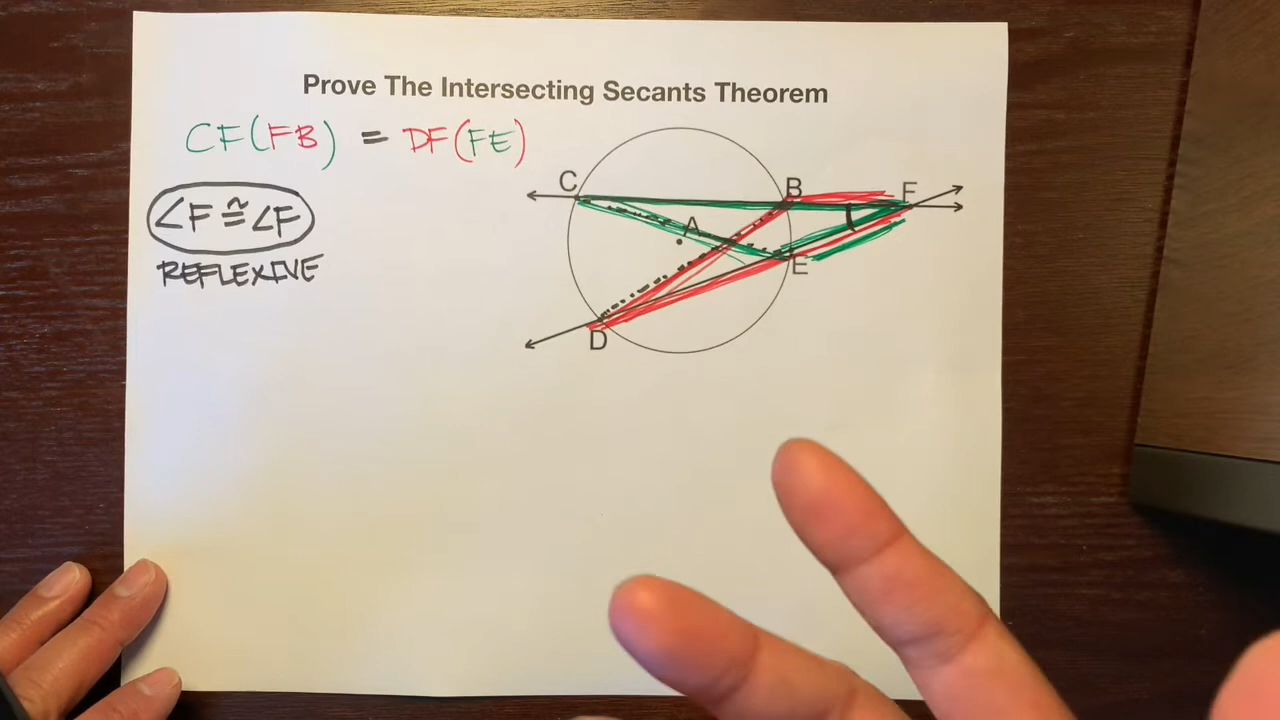 Prove The Intersecting Secants Theorem
CF(FB) = DF(FE)
∠F ≅ ∠F
REFLEXIVE
C
B
F
A
E
D